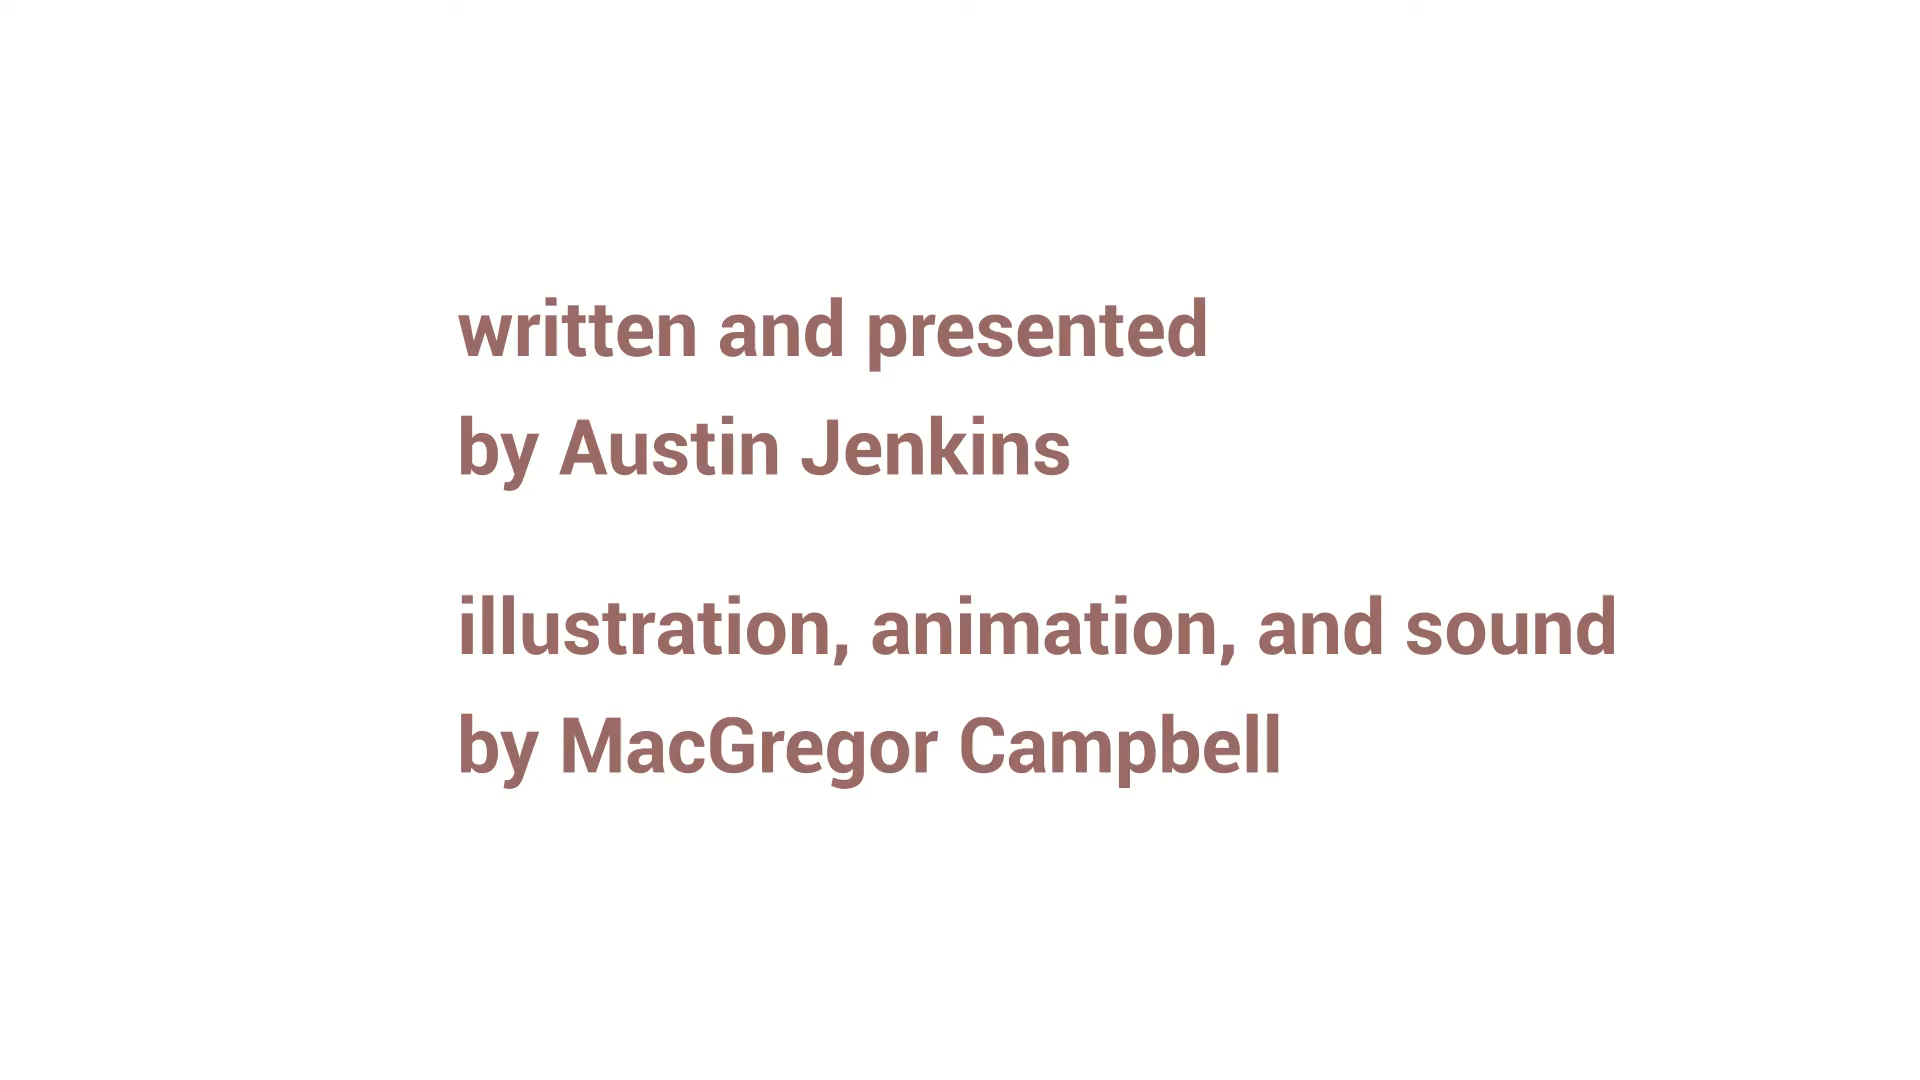 written and presented
by Austin Jenkins
illustration, animation, and sound
by MacGregor Campbell